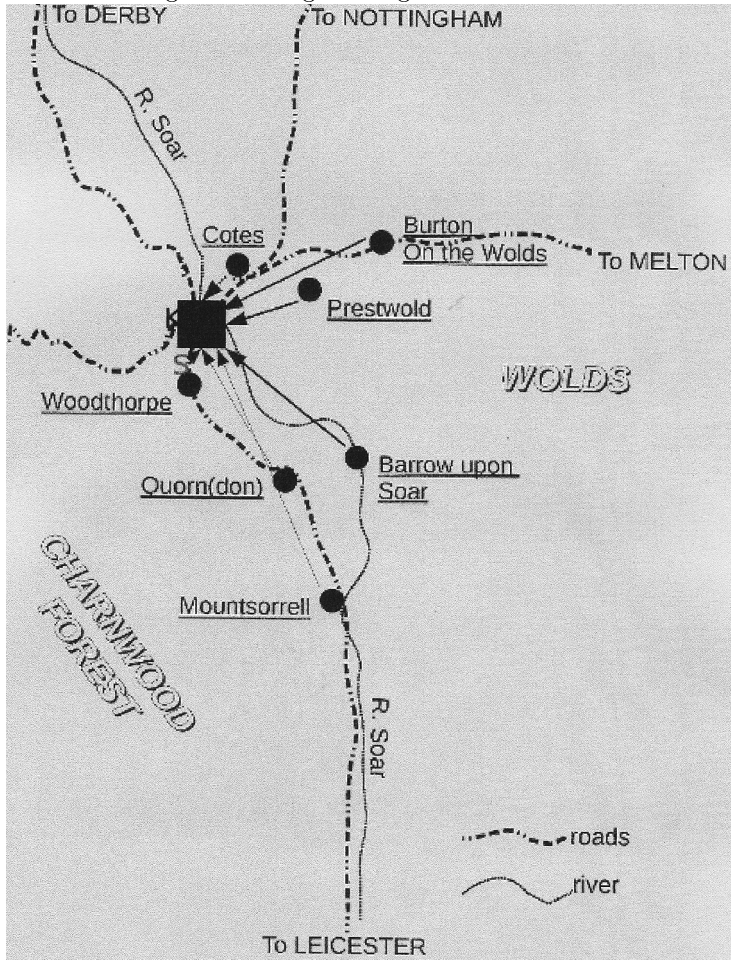 To DERBY
To NOTTINGHAM
R. Soar
Cotes
Burton
On the Wolds
To MELTON
Prestwold
K
S
WOLDS
Woodthorpe
Barrow upon
Soar
Quorn(don)
CHARNWOOD
FOREST
Mountsorrell
R. Soar
roads
river
To LEICESTER